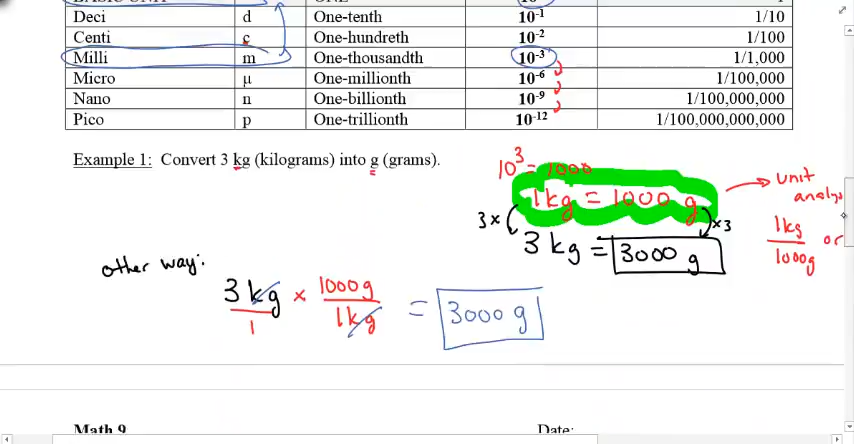 Deci d One-tenth 10-1 1/10
Centi c One-hundreth 10-2 1/100
Milli m One-thousandth 10-3 1/1,000
Micro μ One-millionth 10-6 1/100,000
Nano n One-billionth 10-9 1/100,000,000
Pico p One-trillionth 10-12 1/100,000,000,000
Example 1: Convert 3 kg (kilograms) into g (grams).
10³ = 1000
1kg = 1000 g
unit
3 × × 3
3 kg = 3000 g
1kg
1000g
or
other way:
3 kg × 1000g = 3000 g
1 1kg
Math 9 Date: